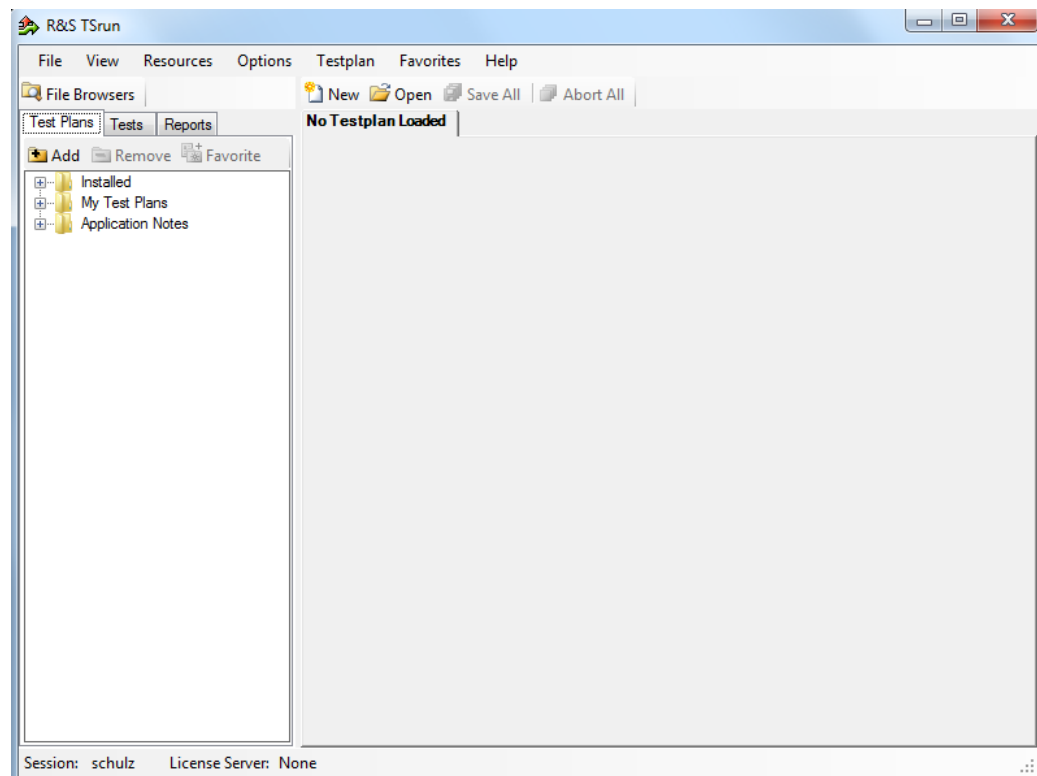 R&S TSrun
File View Resources Options Testplan Favorites Help
File Browsers New Open Save All Abort All
Test Plans Tests Reports No Testplan Loaded
Add Remove Favorite
Installed
My Test Plans
Application Notes
Session: schulz License Server: None